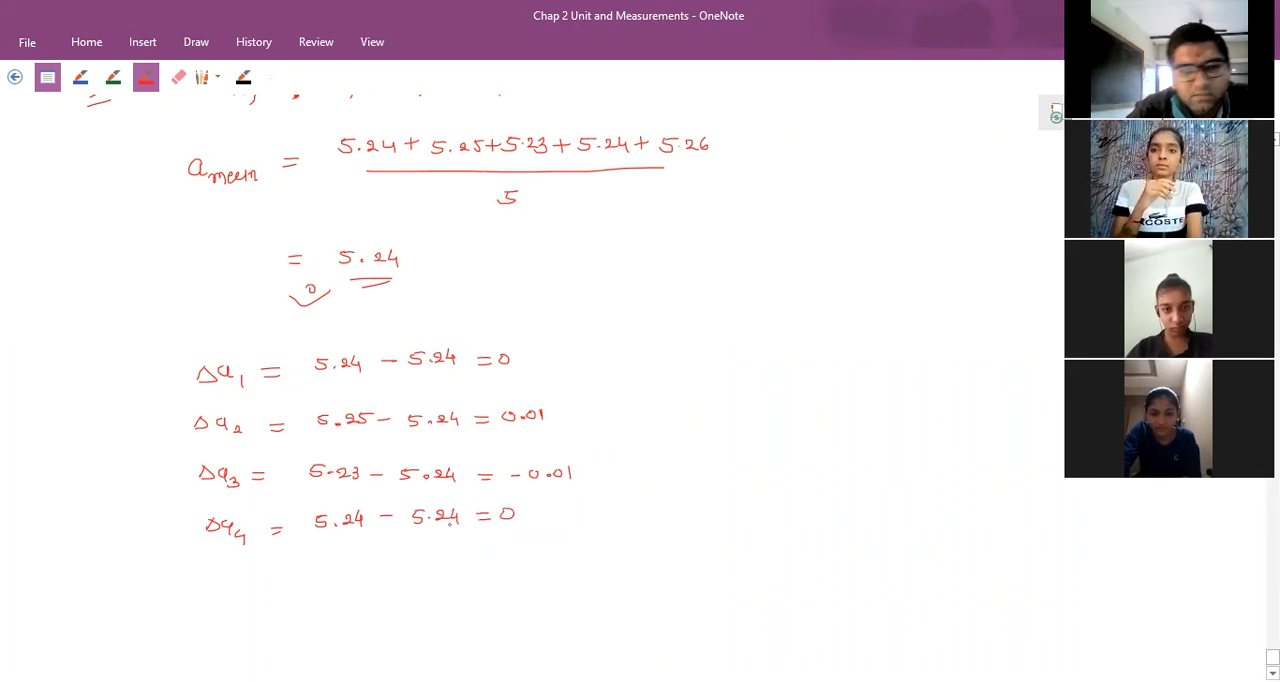 Chap 2 Unit and Measurements - OneNote
File Home Insert Draw History Review View
a mean = 5.24 + 5.25 + 5.23 + 5.24 + 5.26
5
= 5.24
0
Δa1 = 5.24 - 5.24 = 0
Δa2 = 5.25 - 5.24 = 0.01
Δa3 = 5.23 - 5.24 = -0.01
Δa4 = 5.24 - 5.24 = 0